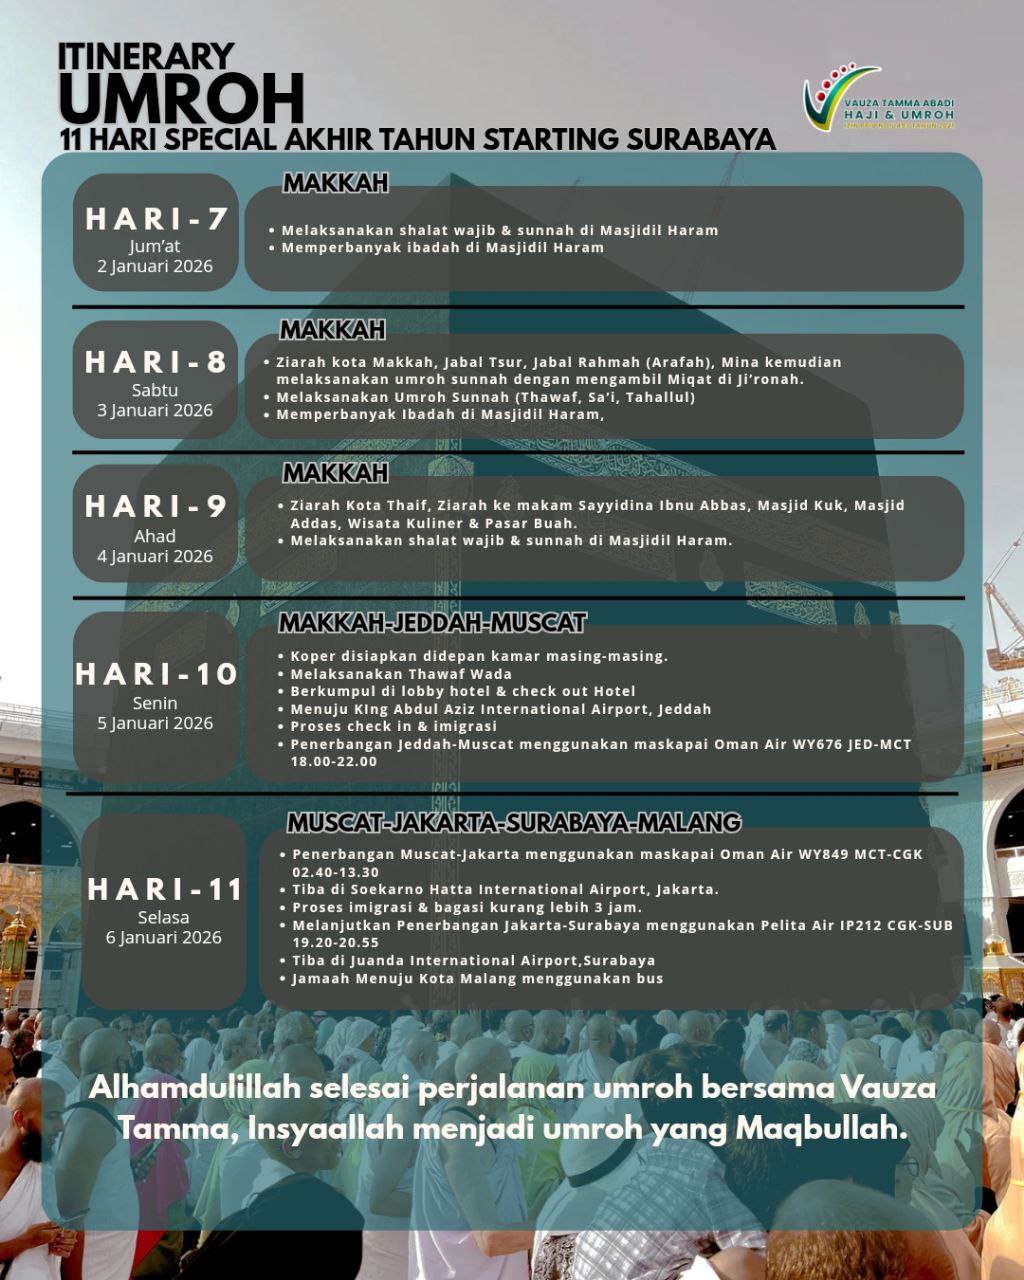 ITINERARY
UMROH
11 HARI SPECIAL AKHIR TAHUN STARTING SURABAYA
VAUZA TAMMA ABADI
HAJI & UMROH
HARI-7
Jum'at
2 Januari 2026
MAKKAH
• Melaksanakan shalat wajib & sunnah di Masjidil Haram
• Memperbanyak ibadah di Masjidil Haram
HARI-8
Sabtu
3 Januari 2026
MAKKAH
• Ziarah kota Makkah, Jabal Tsur, Jabal Rahmah (Arafah), Mina kemudian
melaksanakan umroh sunnah dengan mengambil Miqat di Ji'ronah.
• Melaksanakan Umroh Sunnah (Thawaf, Sa'i, Tahallul)
• Memperbanyak Ibadah di Masjidil Haram,
HARI-9
Ahad
4 Januari 2026
MAKKAH
• Ziarah Kota Thaif, Ziarah ke makam Sayyidina Ibnu Abbas, Masjid Kuk, Masjid
Addas, Wisata Kuliner & Pasar Buah.
• Melaksanakan shalat wajib & sunnah di Masjidil Haram.
HARI-10
Senin
5 Januari 2026
MAKKAH-JEDDAH-MUSCAT
• Koper disiapkan didepan kamar masing-masing.
• Melaksanakan Thawaf Wada
• Berkumpul di lobby hotel & check out Hotel
• Menuju KIng Abdul Aziz International Airport, Jeddah
• Proses check in & imigrasi
• Penerbangan Jeddah-Muscat menggunakan maskapai Oman Air WY676 JED-MCT
18.00-22.00
HARI-11
Selasa
6 Januari 2026
MUSCAT-JAKARTA-SURABAYA-MALANG
• Penerbangan Muscat-Jakarta menggunakan maskapai Oman Air WY849 MCT-CGK
02.40-13.30
• Tiba di Soekarno Hatta International Airport, Jakarta.
• Proses imigrasi & bagasi kurang lebih 3 jam.
• Melanjutkan Penerbangan Jakarta-Surabaya menggunakan Pelita Air IP212 CGK-SUB
19.20-20.55
• Tiba di Juanda International Airport,Surabaya
• Jamaah Menuju Kota Malang menggunakan bus
Alhamdulillah selesai perjalanan umroh bersama Vauza
Tamma, Insyaallah menjadi umroh yang Maqbullah.